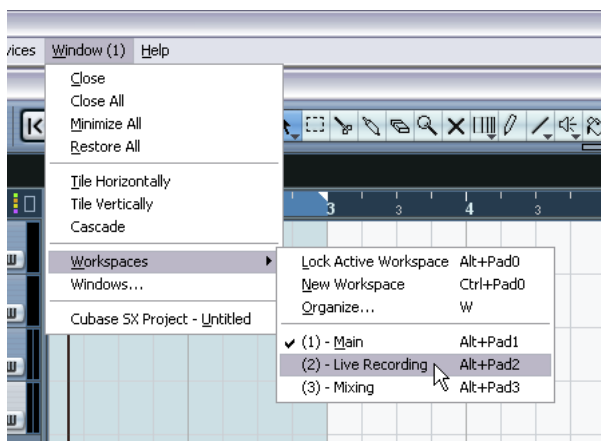 vices Window (1) Help
Close
Close All
Minimize All
Restore All
Tile Horizontally
Tile Vertically
Cascade
3 3 4 3
Workspaces
Lock Active Workspace Alt+Pad0
Windows...
New Workspace Ctrl+Pad0
Organize... W
Cubase SX Project - Untitled
(1) - Main Alt+Pad1
(2) - Live Recording Alt+Pad2
(3) - Mixing Alt+Pad3
W
W
W
W